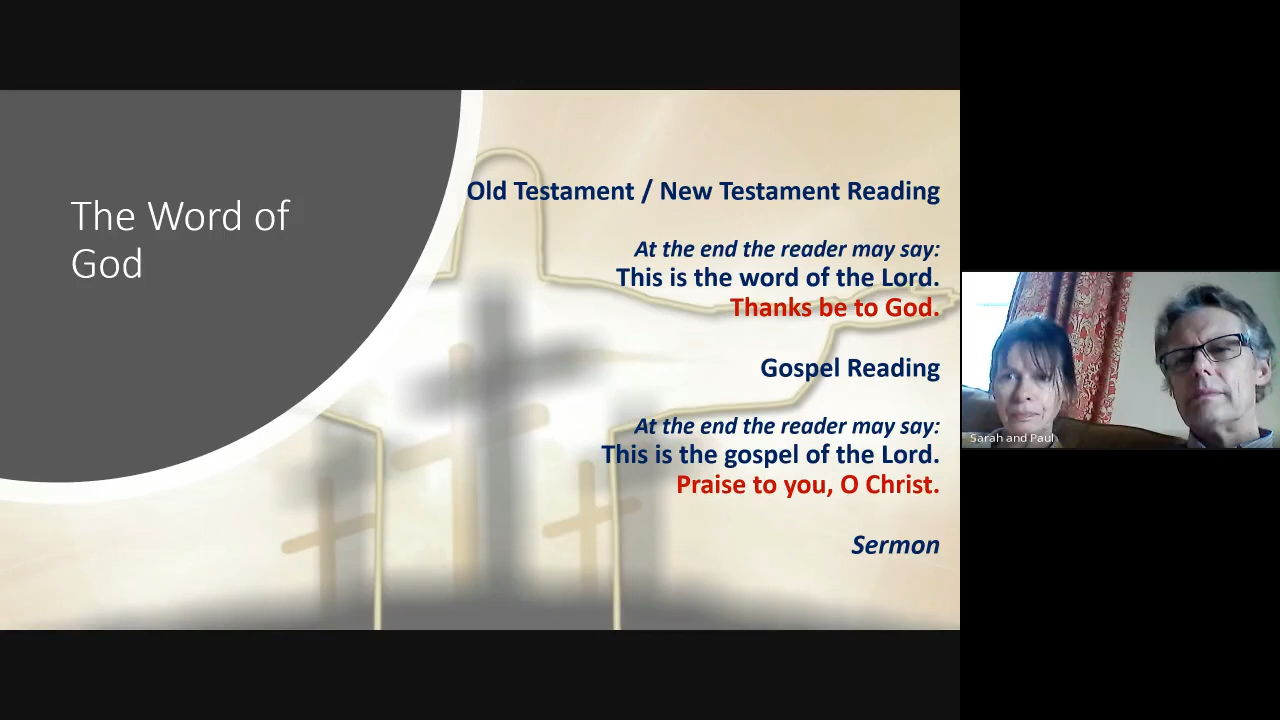 The Word of
God
Old Testament / New Testament Reading
At the end the reader may say:
This is the word of the Lord.
Thanks be to God.
Gospel Reading
At the end the reader may say:
This is the gospel of the Lord.
Praise to you, O Christ.
Sermon
Sarah and Paul